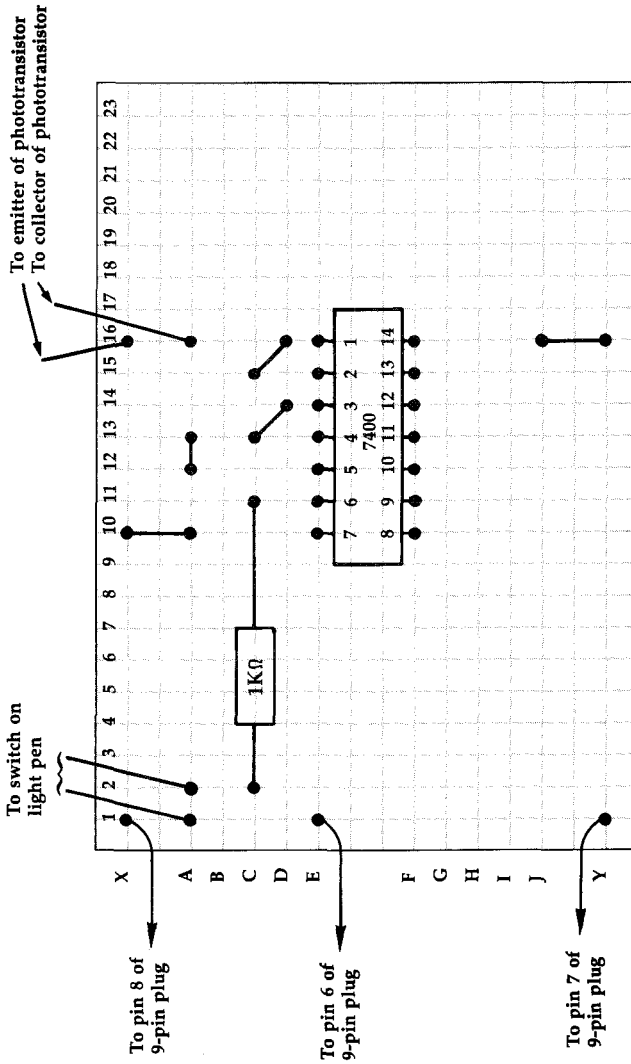 To emitter of phototransistor
To collector of phototransistor
To switch on
light pen
1 2 3 4 5 6 7 8 9 10 11 12 13 14 15 16 17 18 19 20 21 22 23
X
To pin 8 of
9-pin plug
A
B
C
1KΩ
D
E
To pin 6 of
9-pin plug
7 6 5 4 3 2 1
7400
8 9 10 11 12 13 14
F
G
H
I
J
Y
To pin 7 of
9-pin plug